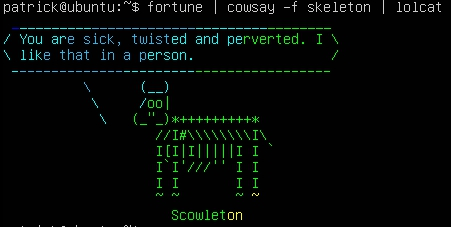 patrick@ubuntu:~$ fortune | cowsay -f skeleton | lolcat
/ You are sick, twisted and perverted. I \
\ like that in a person. /
Scowleton